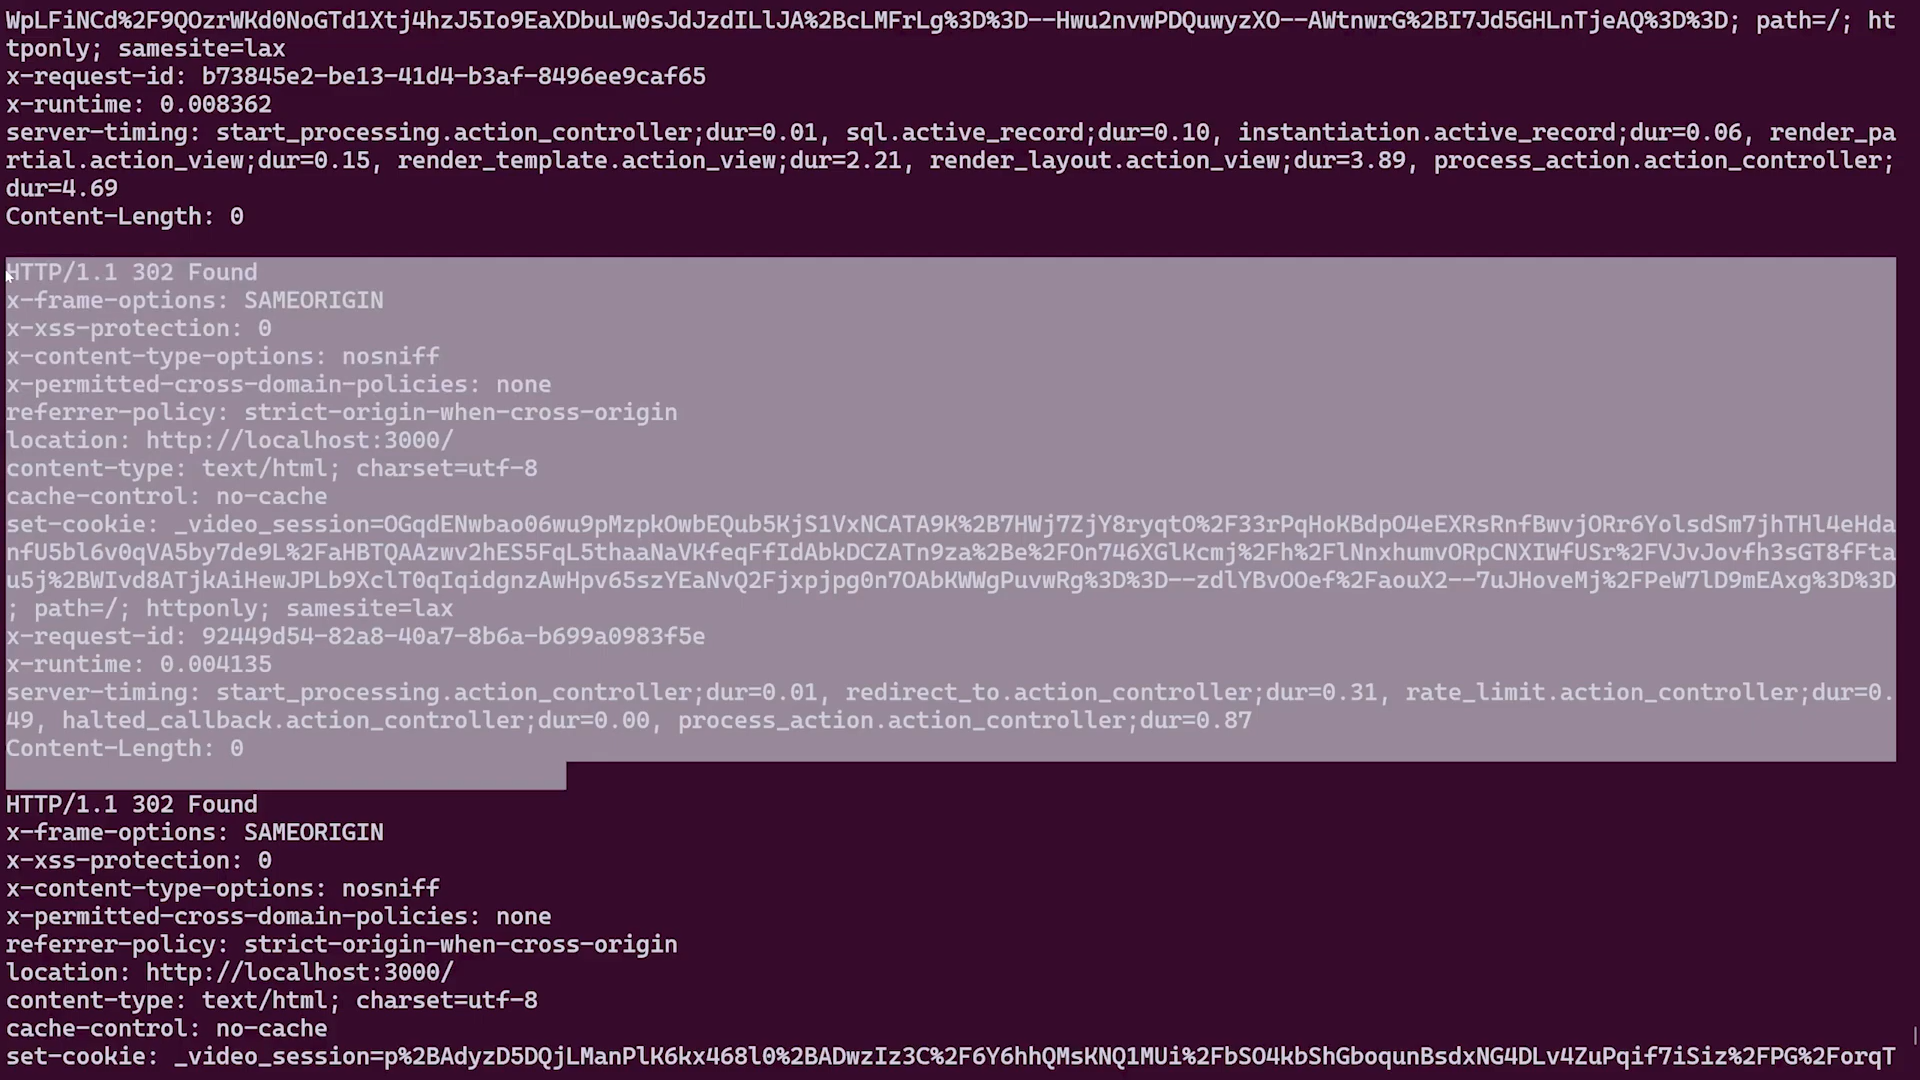 WpLFiNCd%2F9QOzrWKd0NoGTd1Xtj4hzJ5Io9EaXDbuLw0sJdJzdILlJA%2BcLMFrLg%3D%3D--Hwu2nvwPDQuwyzXO--AWtnwrG%2BI7Jd5GHLnTjeAQ%3D%3D; path=/; ht
tponly; samesite=lax
x-request-id: b73845e2-be13-41d4-b3af-8496ee9caf65
x-runtime: 0.008362
server-timing: start_processing.action_controller;dur=0.01, sql.active_record;dur=0.10, instantiation.active_record;dur=0.06, render_pa
rtial.action_view;dur=0.15, render_template.action_view;dur=2.21, render_layout.action_view;dur=3.89, process_action.action_controller;
dur=4.69
Content-Length: 0
HTTP/1.1 302 Found
x-frame-options: SAMEORIGIN
x-xss-protection: 0
x-content-type-options: nosniff
x-permitted-cross-domain-policies: none
referrer-policy: strict-origin-when-cross-origin
location: http://localhost:3000/
content-type: text/html; charset=utf-8
cache-control: no-cache
set-cookie: _video_session=OGqdENwbao06wu9pMzpkOwbEQub5KjS1VxNCATA9K%2B7HWj7ZjY8ryqtO%2F33rPqHoKBdpO4eEXRsRnfBwvjORr6YolsdSm7jhTHl4eHda
nfU5bl6v0qVA5by7de9L%2FaHBTQAAzwv2hES5FqL5thaaNaVKfeqFfIdAbkDCZATn9za%2Be%2FOn746XGlKcmj%2Fh%2FlNnxhumvORpCNXIWfUSr%2FVJvJovfh3sGT8fFta
u5j%2BWIvd8ATjkAiHewJPLb9XclT0qIqidgnzAwHpv65szYEaNvQ2Fjxpjpg0n7OAbKWWgPuvwRg%3D%3D--zdlYBvOOef%2FaouX2--7uJHoveMj%2FPeW7lD9mEAxg%3D%3D
; path=/; httponly; samesite=lax
x-request-id: 92449d54-82a8-40a7-8b6a-b699a0983f5e
x-runtime: 0.004135
server-timing: start_processing.action_controller;dur=0.01, redirect_to.action_controller;dur=0.31, rate_limit.action_controller;dur=0.
49, halted_callback.action_controller;dur=0.00, process_action.action_controller;dur=0.87
Content-Length: 0
HTTP/1.1 302 Found
x-frame-options: SAMEORIGIN
x-xss-protection: 0
x-content-type-options: nosniff
x-permitted-cross-domain-policies: none
referrer-policy: strict-origin-when-cross-origin
location: http://localhost:3000/
content-type: text/html; charset=utf-8
cache-control: no-cache
set-cookie: _video_session=p%2BAdyzD5DQjLManPlK6kx468l0%2BADwzIz3C%2F6Y6hhQMsKNQ1MUi%2FbSO4kbShGboqunBsdxNG4DLv4ZuPqif7iSiz%2FPG%2ForqT